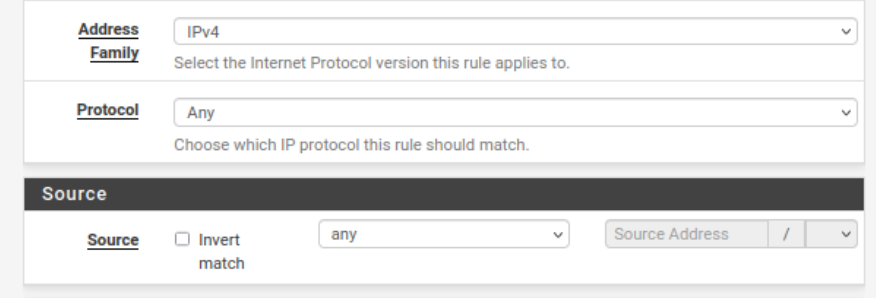 Address
Family
IPv4
Select the Internet Protocol version this rule applies to.
Protocol
Any
Choose which IP protocol this rule should match.
Source
Source
Invert
match
any
Source Address
/